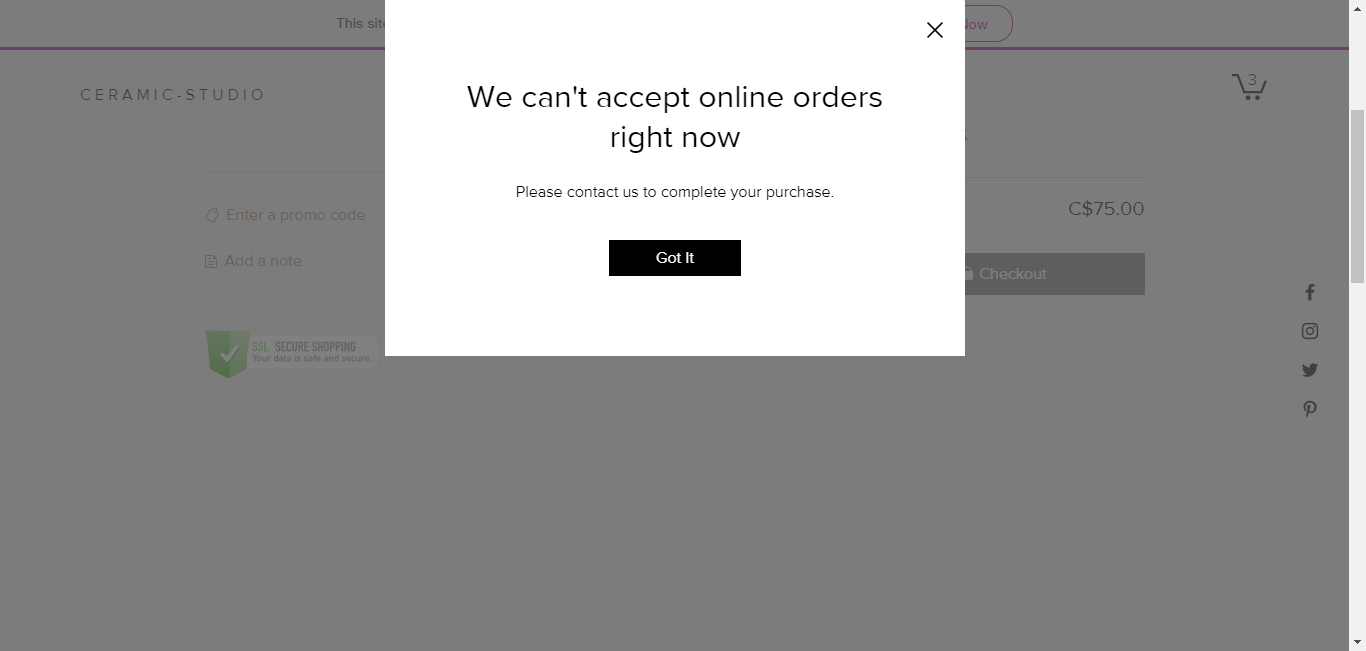 This site
Now
CERAMIC-STUDIO
3
We can't accept online orders
right now
Please contact us to complete your purchase.
Got It
Enter a promo code
C$75.00
Add a note
Checkout
SSL SECURE SHOPPING
Your data is safe and secure.